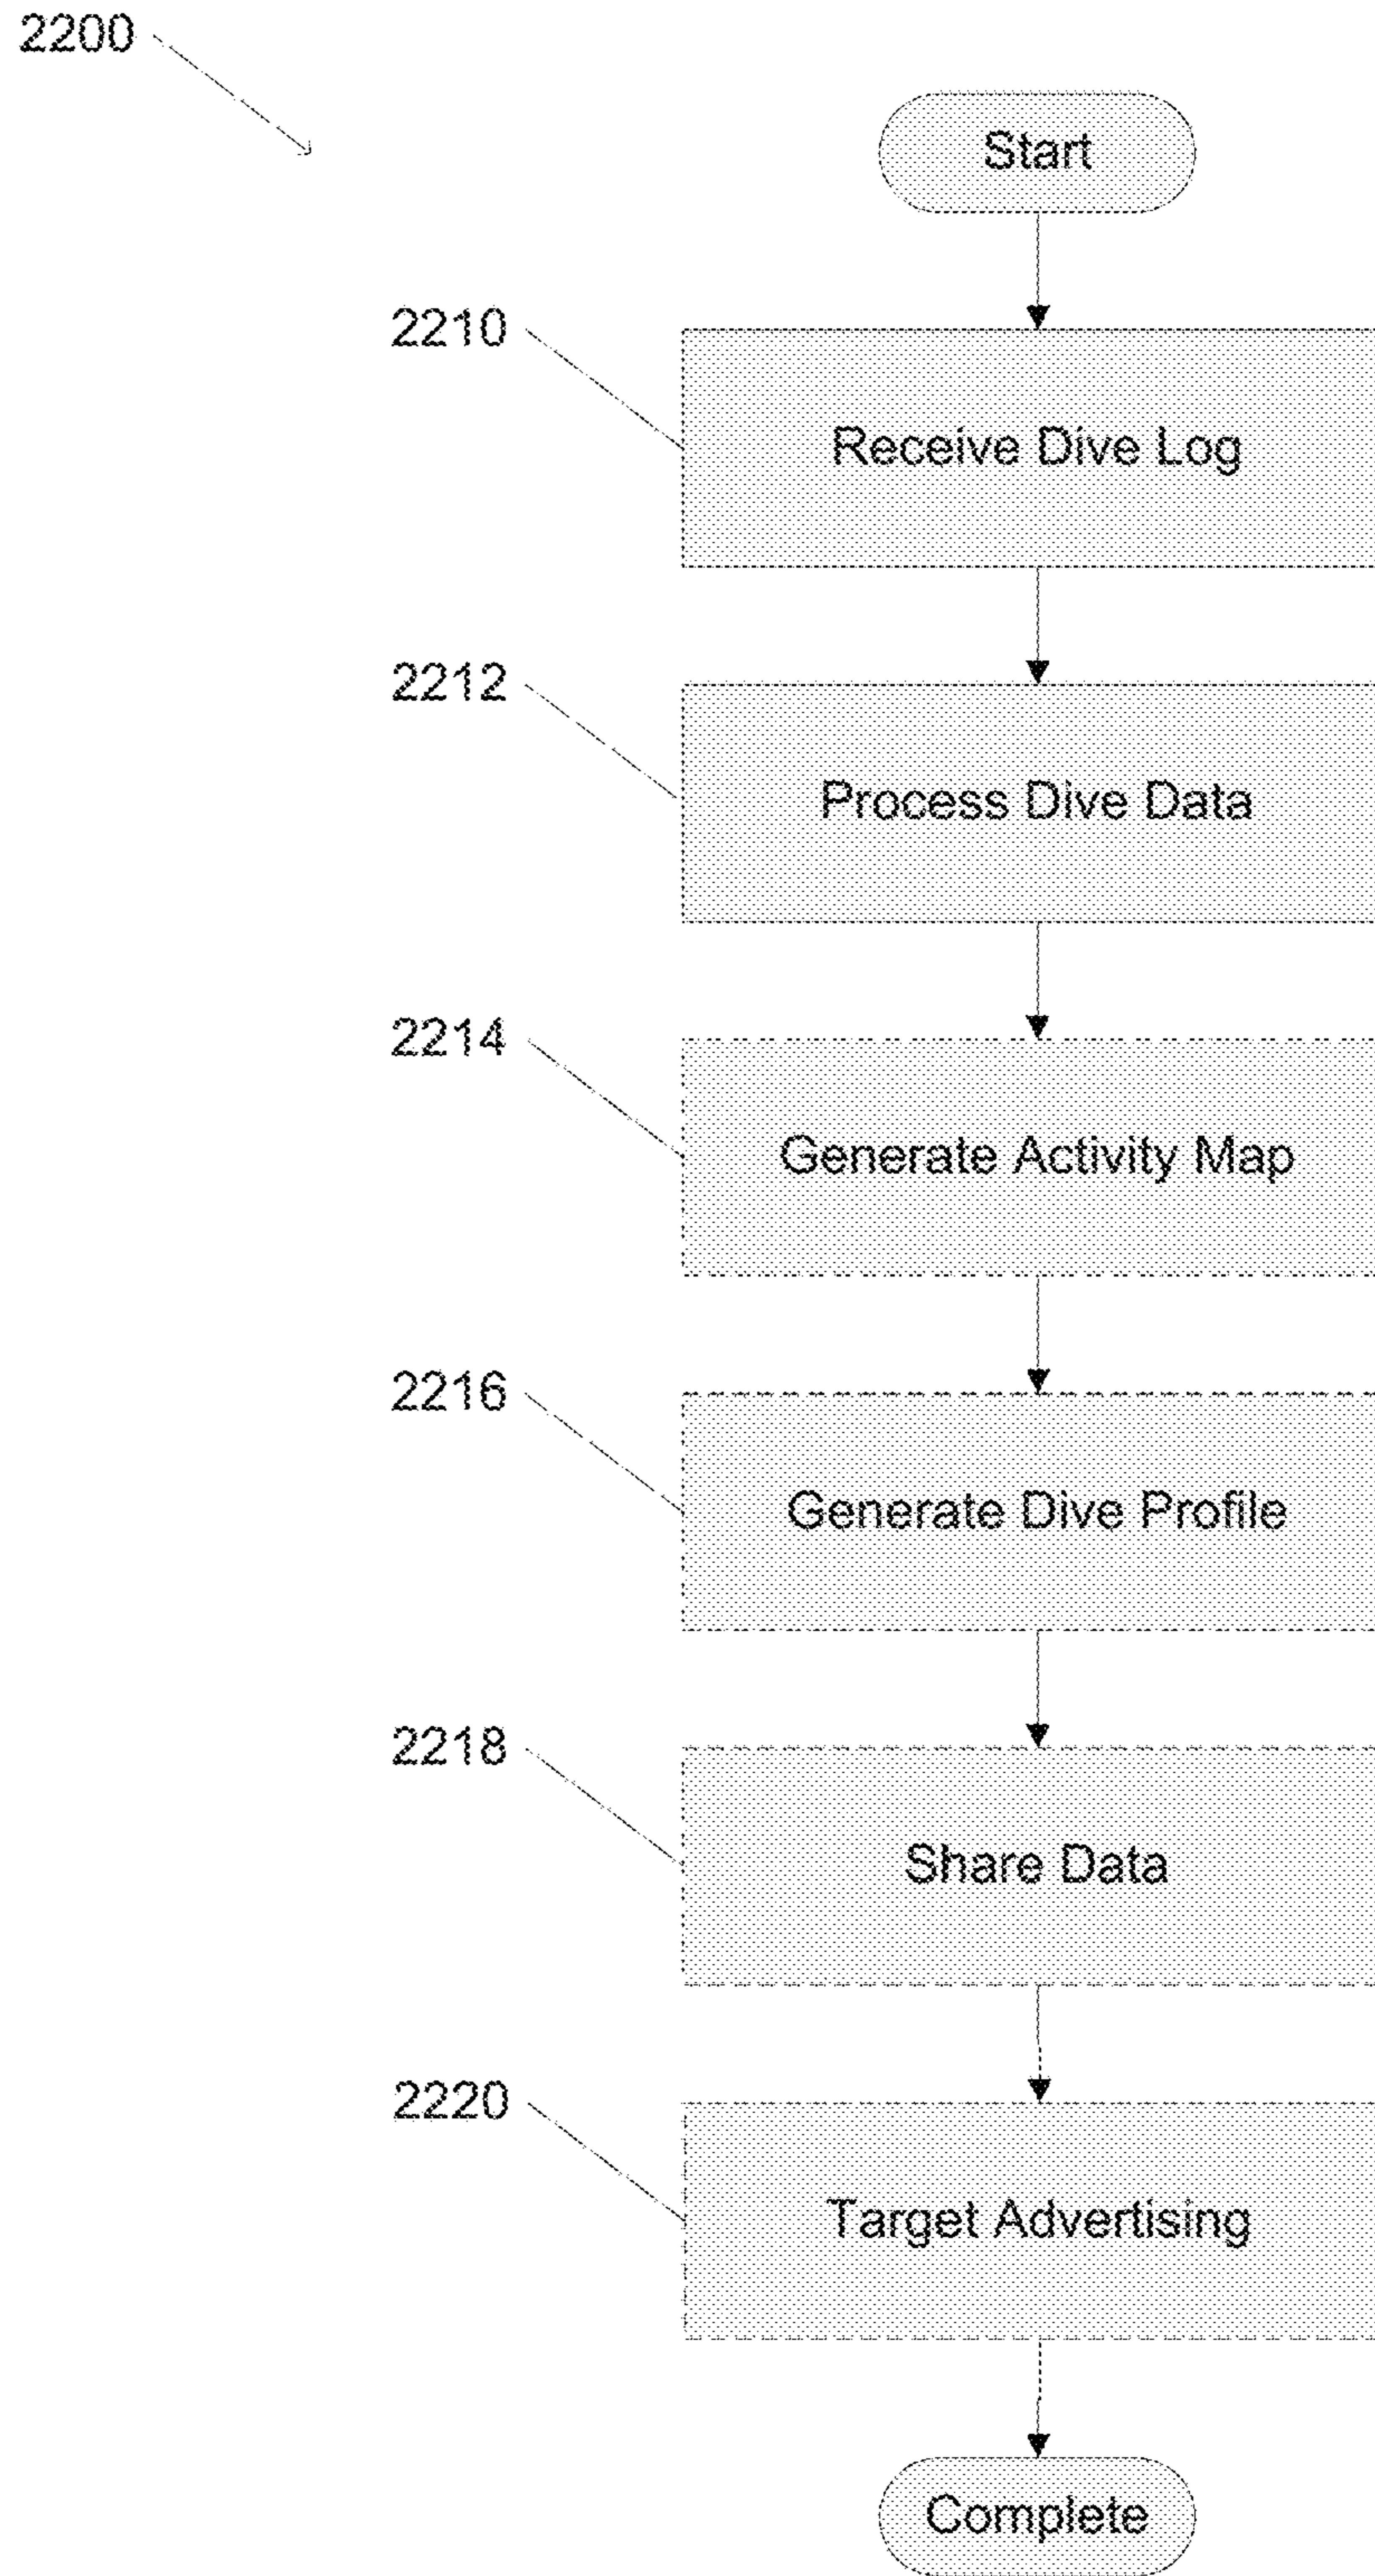 2200
Start
2210
Receive Dive Log
2212
Process Dive Data
2214
Generate Activity Map
2216
Generate Dive Profile
2218
Share Data
2220
Target Advertising
Complete